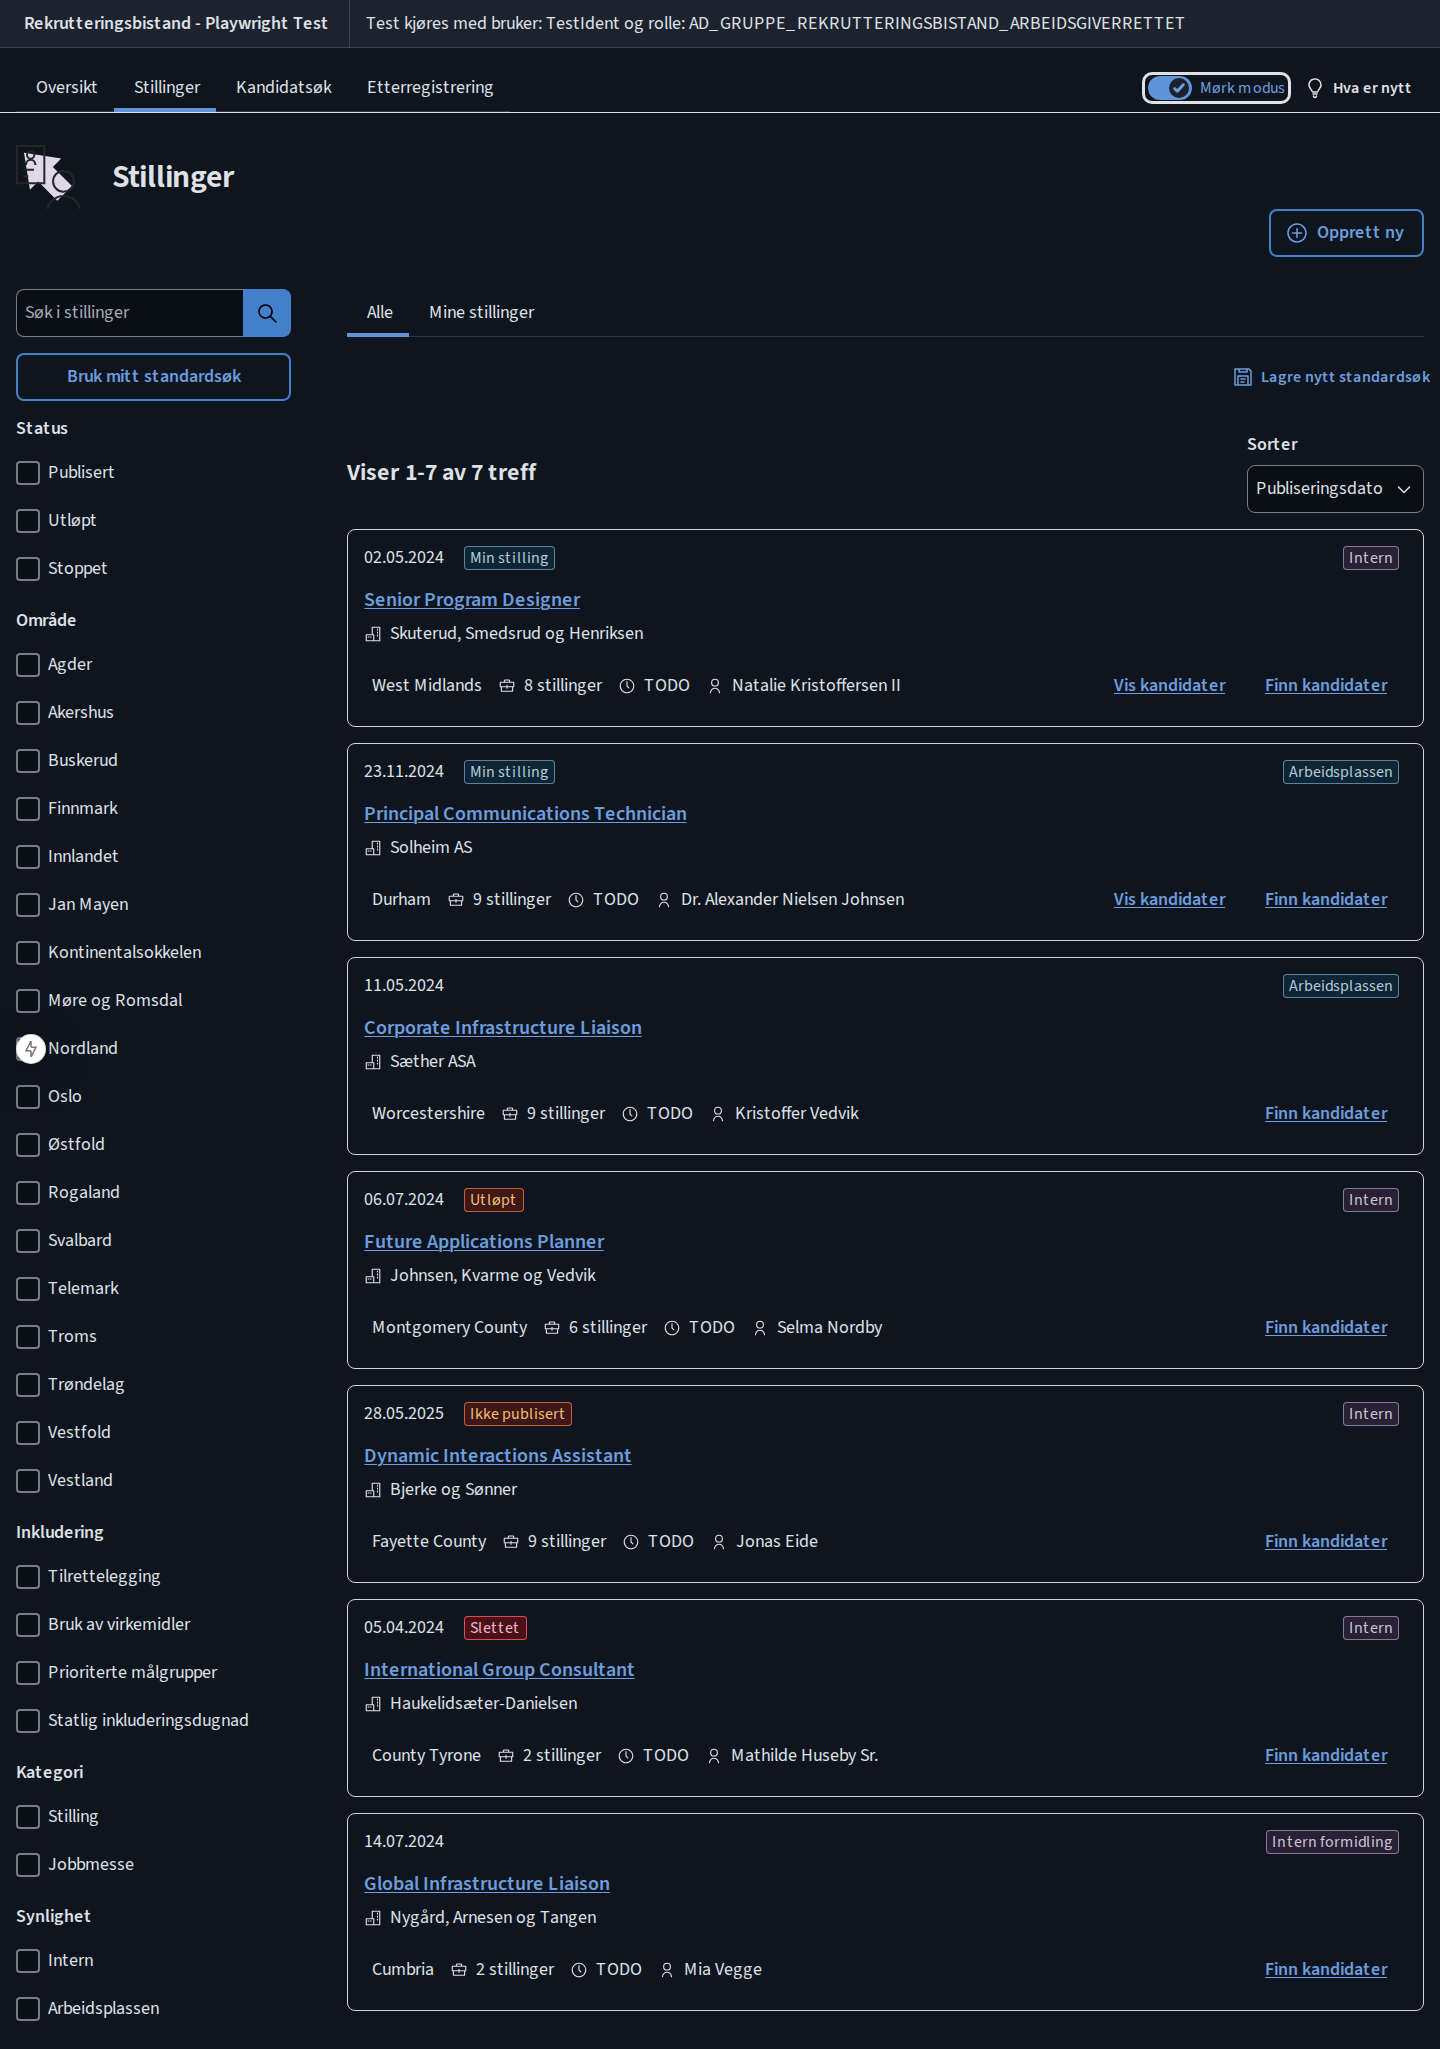 Rekrutteringsbistand - Playwright Test
Test kjøres med bruker: TestIdent og rolle: AD_GRUPPE_REKRUTTERINGSBISTAND_ARBEIDSGIVERRETTET
Oversikt
Stillinger
Kandidatsøk
Etterregistrering
Mørk modus
Hva er nytt
Stillinger
Opprett ny
Søk i stillinger
Bruk mitt standardsøk
Status
Publisert
Utløpt
Stoppet
Område
Agder
Akershus
Buskerud
Finnmark
Innlandet
Jan Mayen
Kontinentalsokkelen
Møre og Romsdal
Nordland
Oslo
Østfold
Rogaland
Svalbard
Telemark
Troms
Trøndelag
Vestfold
Vestland
Inkludering
Tilrettelegging
Bruk av virkemidler
Prioriterte målgrupper
Statlig inkluderingsdugnad
Kategori
Stilling
Jobbmesse
Synlighet
Intern
Arbeidsplassen
Alle
Mine stillinger
Lagre nytt standardsøk
Viser 1-7 av 7 treff
Sorter
Publiseringsdato
02.05.2024 Min stilling Intern
Senior Program Designer
Skuterud, Smedsrud og Henriksen
West Midlands 8 stillinger TODO Natalie Kristoffersen II Vis kandidater Finn kandidater
23.11.2024 Min stilling Arbeidsplassen
Principal Communications Technician
Solheim AS
Durham 9 stillinger TODO Dr. Alexander Nielsen Johnsen Vis kandidater Finn kandidater
11.05.2024 Arbeidsplassen
Corporate Infrastructure Liaison
Sæther ASA
Worcestershire 9 stillinger TODO Kristoffer Vedvik Finn kandidater
06.07.2024 Utløpt Intern
Future Applications Planner
Johnsen, Kvarme og Vedvik
Montgomery County 6 stillinger TODO Selma Nordby Finn kandidater
28.05.2025 Ikke publisert Intern
Dynamic Interactions Assistant
Bjerke og Sønner
Fayette County 9 stillinger TODO Jonas Eide Finn kandidater
05.04.2024 Slettet Intern
International Group Consultant
Haukelidsæter-Danielsen
County Tyrone 2 stillinger TODO Mathilde Huseby Sr. Finn kandidater
14.07.2024 Intern formidling
Global Infrastructure Liaison
Nygård, Arnesen og Tangen
Cumbria 2 stillinger TODO Mia Vegge Finn kandidater